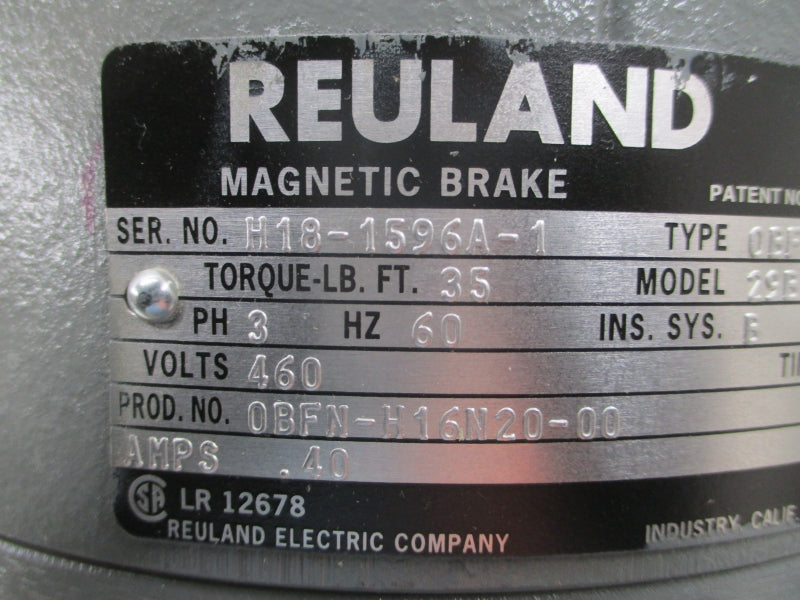 REULAND
MAGNETIC BRAKE
PATENT NO
SER. NO. H18-1596A-1 TYPE OBF
TORQUE-LB. FT. 35 MODEL 29
PH 3 HZ 60 INS. SYS.
VOLTS 460
PROD. NO. OBFN-H16N20-00
AMPS .40
LR 12678
REULAND ELECTRIC COMPANY INDUSTRY, CALIF.